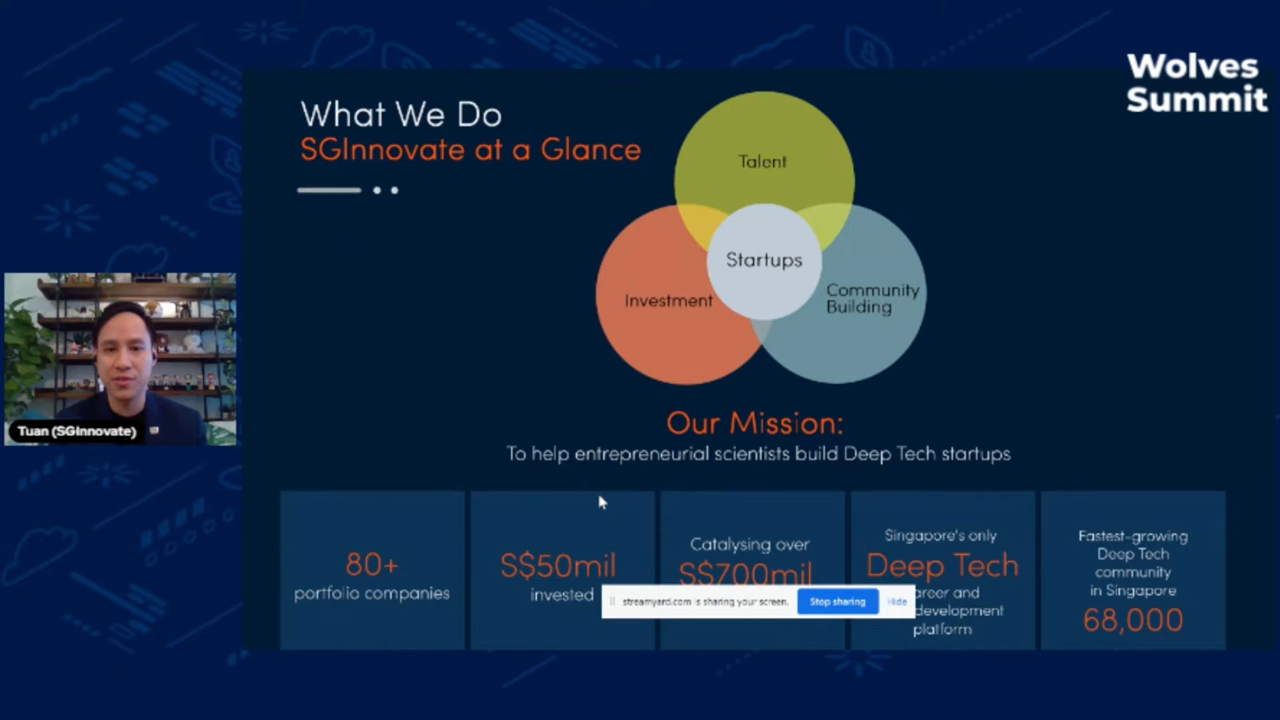 Wolves
Summit
What We Do
SGInnovate at a Glance
Talent
Startups
Investment
Community
Building
Our Mission:
To help entrepreneurial scientists build Deep Tech startups
80+
portfolio companies
S$50mil
invested
Catalysing over
S$700mil
Singapore's only
Deep Tech
and
development
platform
Fastest-growing
Deep Tech
community
in Singapore
68,000
streamyard.com is sharing your screen.
Stop sharing
Hide
Tuan (SGInnovate)